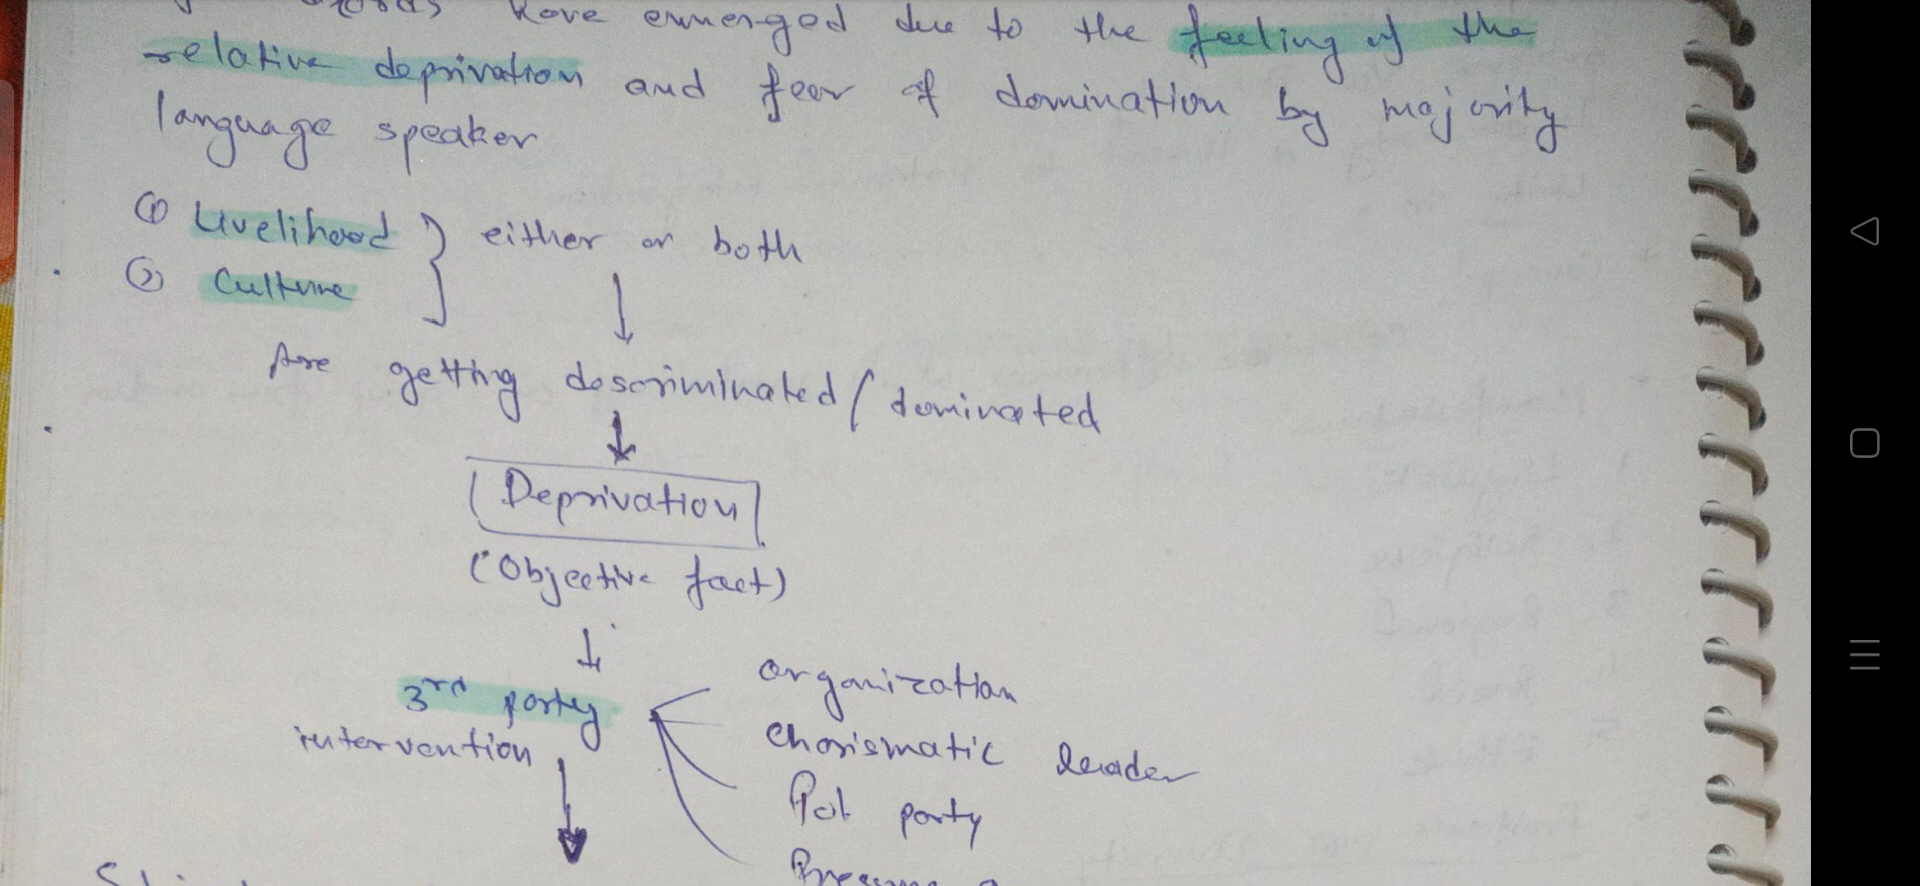 have emmerged due to the feeling of the
relative deprivation and fear of domination by majority
language speaker
① Livelihood } either or both
② Culture
↓
Are getting descriminated / dominated
↓
Deprivation
(Objective fact)
↓
3rd party
intervention
organization
Charismatic leader
Pol party
↓